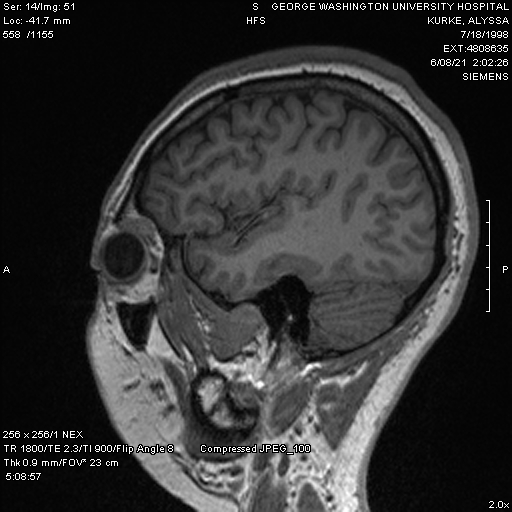 Ser: 14/Img: 51
Loc: -41.7 mm
558 /1155
S
HFS
GEORGE WASHINGTON UNIVERSITY HOSPITAL
KURKE, ALYSSA
7/18/1998
EXT:4808635
6/08/21 2:02:26
SIEMENS
A
P
256 x 256/1 NEX
TR 1800/TE 2.3/TI 900/Flip Angle 8
Compressed JPEG_100
Thk 0.9 mm/FOV* 23 cm
5:08:57
2.0x